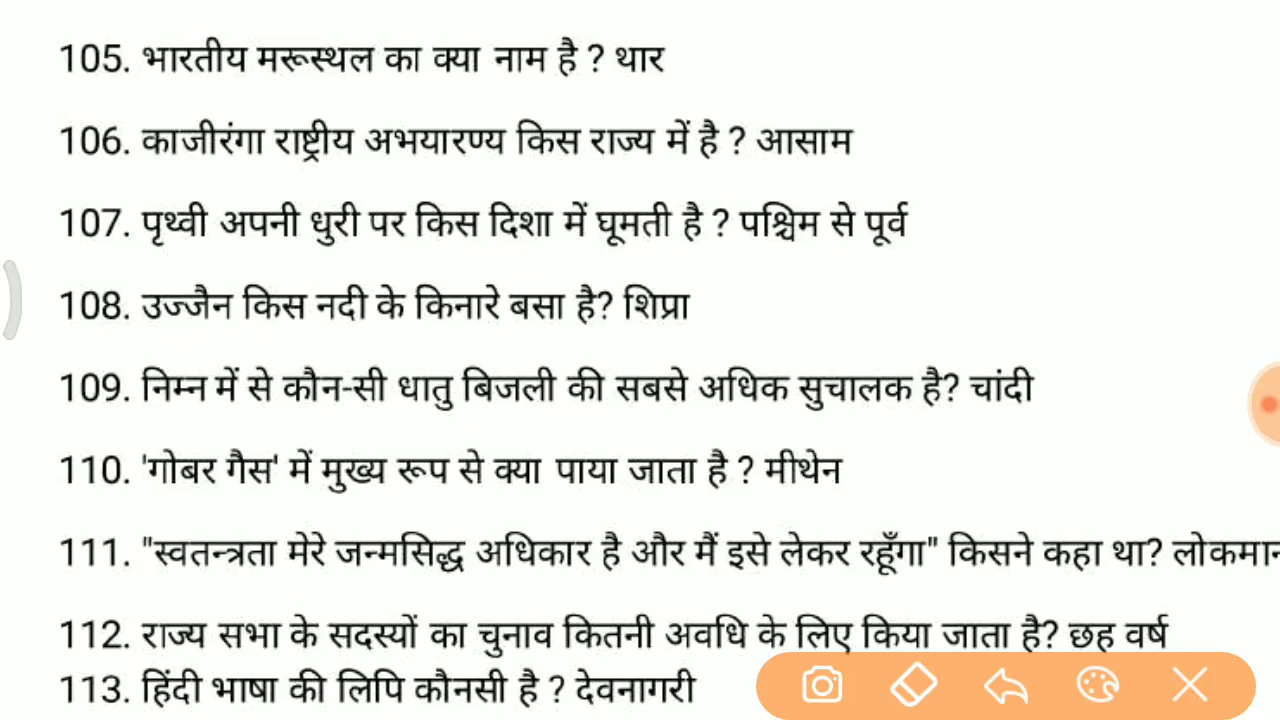 105. भारतीय मरूस्थल का क्या नाम है ? थार
106. काजीरंगा राष्ट्रीय अभयारण्य किस राज्य में है ? आसाम
107. पृथ्वी अपनी धुरी पर किस दिशा में घूमती है ? पश्चिम से पूर्व
108. उज्जैन किस नदी के किनारे बसा है? शिप्रा
109. निम्न में से कौन-सी धातु बिजली की सबसे अधिक सुचालक है? चांदी
110. 'गोबर गैस' में मुख्य रूप से क्या पाया जाता है ? मीथेन
111. "स्वतन्त्रता मेरे जन्मसिद्ध अधिकार है और मैं इसे लेकर रहूँगा" किसने कहा था?
112. राज्य सभा के सदस्यों का चुनाव कितनी अवधि के लिए किया जाता है? छह वर्ष
113. हिंदी भाषा की लिपि कौनसी है ? देवनागरी